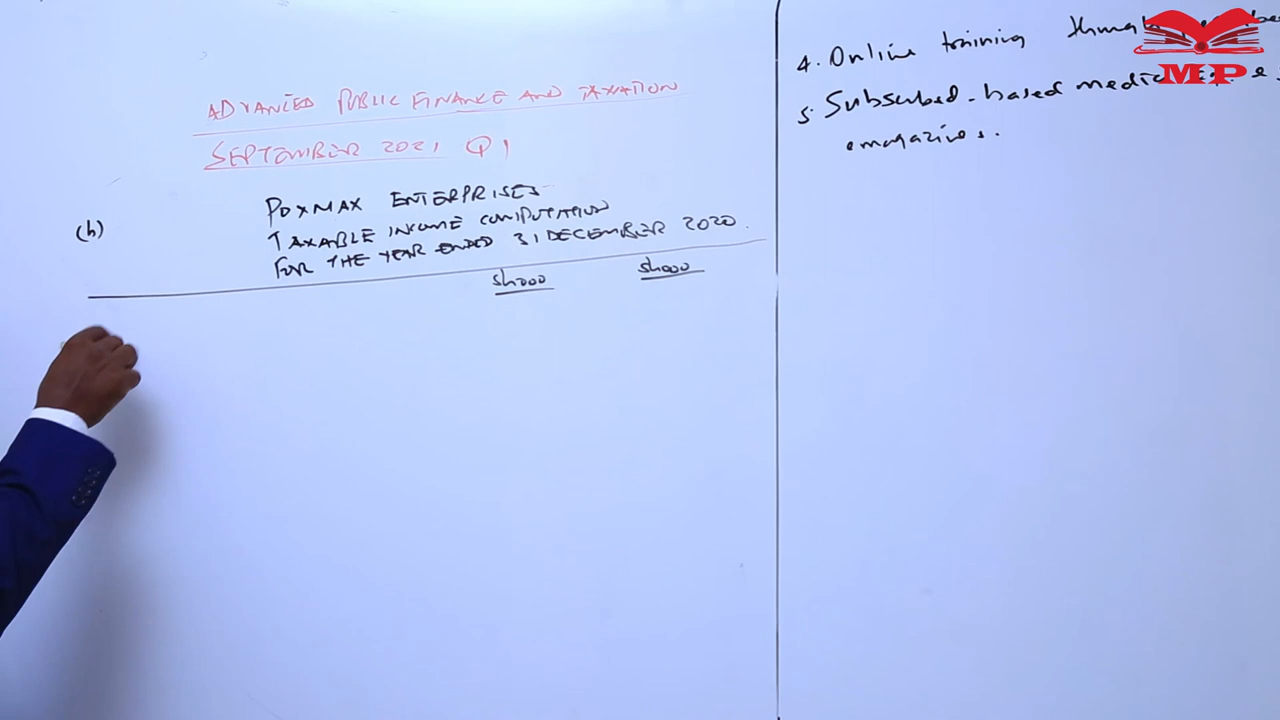 ADVANCED PUBLIC FINANCE AND TAXATION
SEPTEMBER 2021 Q1
(b)
POXMAX ENTERPRISES
TAXABLE INCOME COMPUTATION
FOR THE YEAR ENDED 31 DECEMBER 2020.
sh000 sh000
4. Online training
5. Subscribed-based media
emagazines.
MP